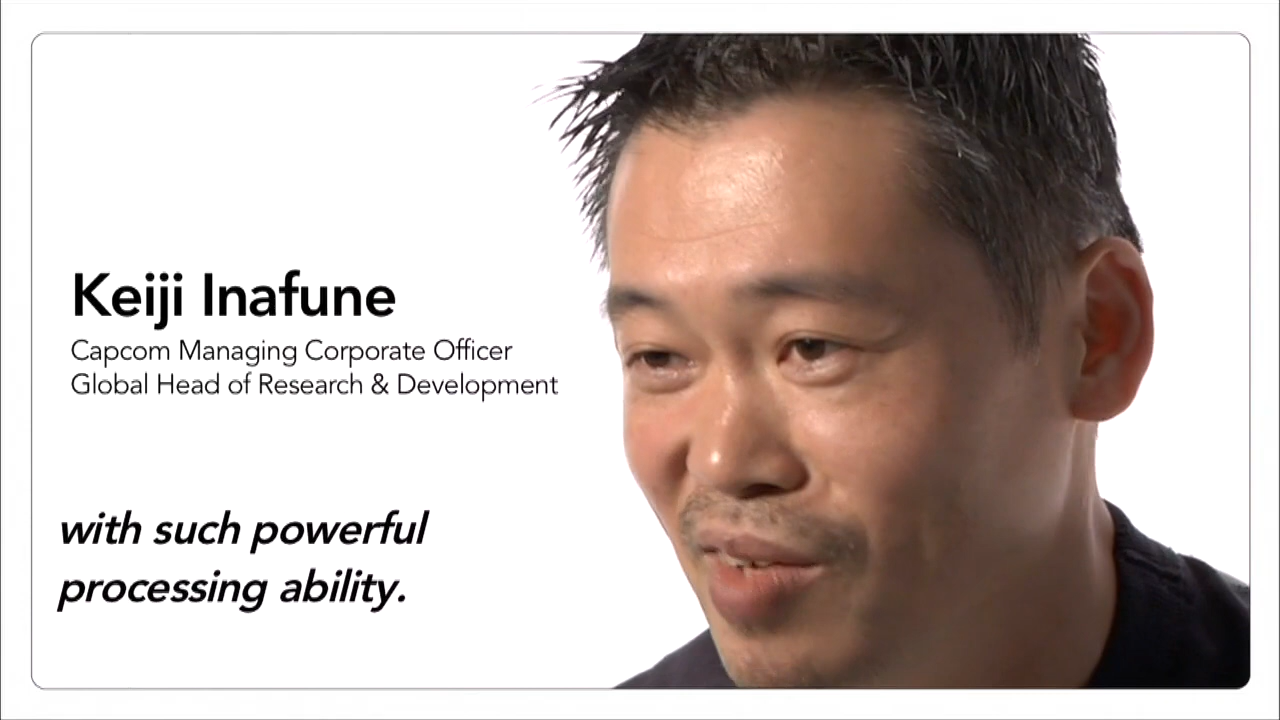 Keiji Inafune
Capcom Managing Corporate Officer
Global Head of Research & Development
with such powerful
processing ability.